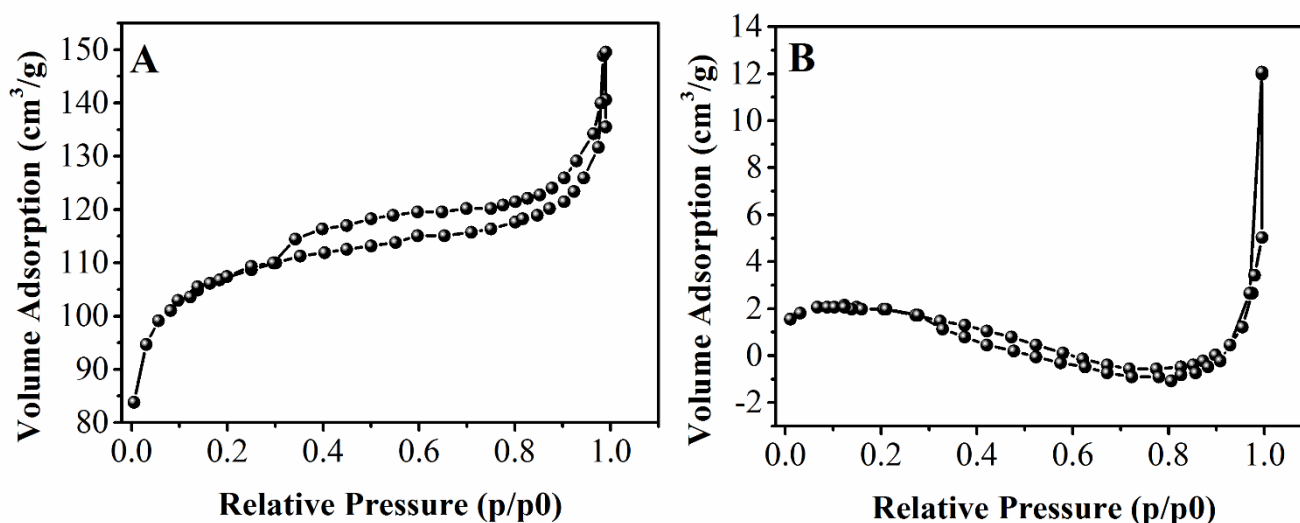 A
Volume Adsorption (cm³/g)
150
140
130
120
110
100
90
80
0.0 0.2 0.4 0.6 0.8 1.0
Relative Pressure (p/p0)
B
Volume Adsorption (cm³/g)
14
12
10
8
6
4
2
0
-2
0.0 0.2 0.4 0.6 0.8 1.0
Relative Pressure (p/p0)